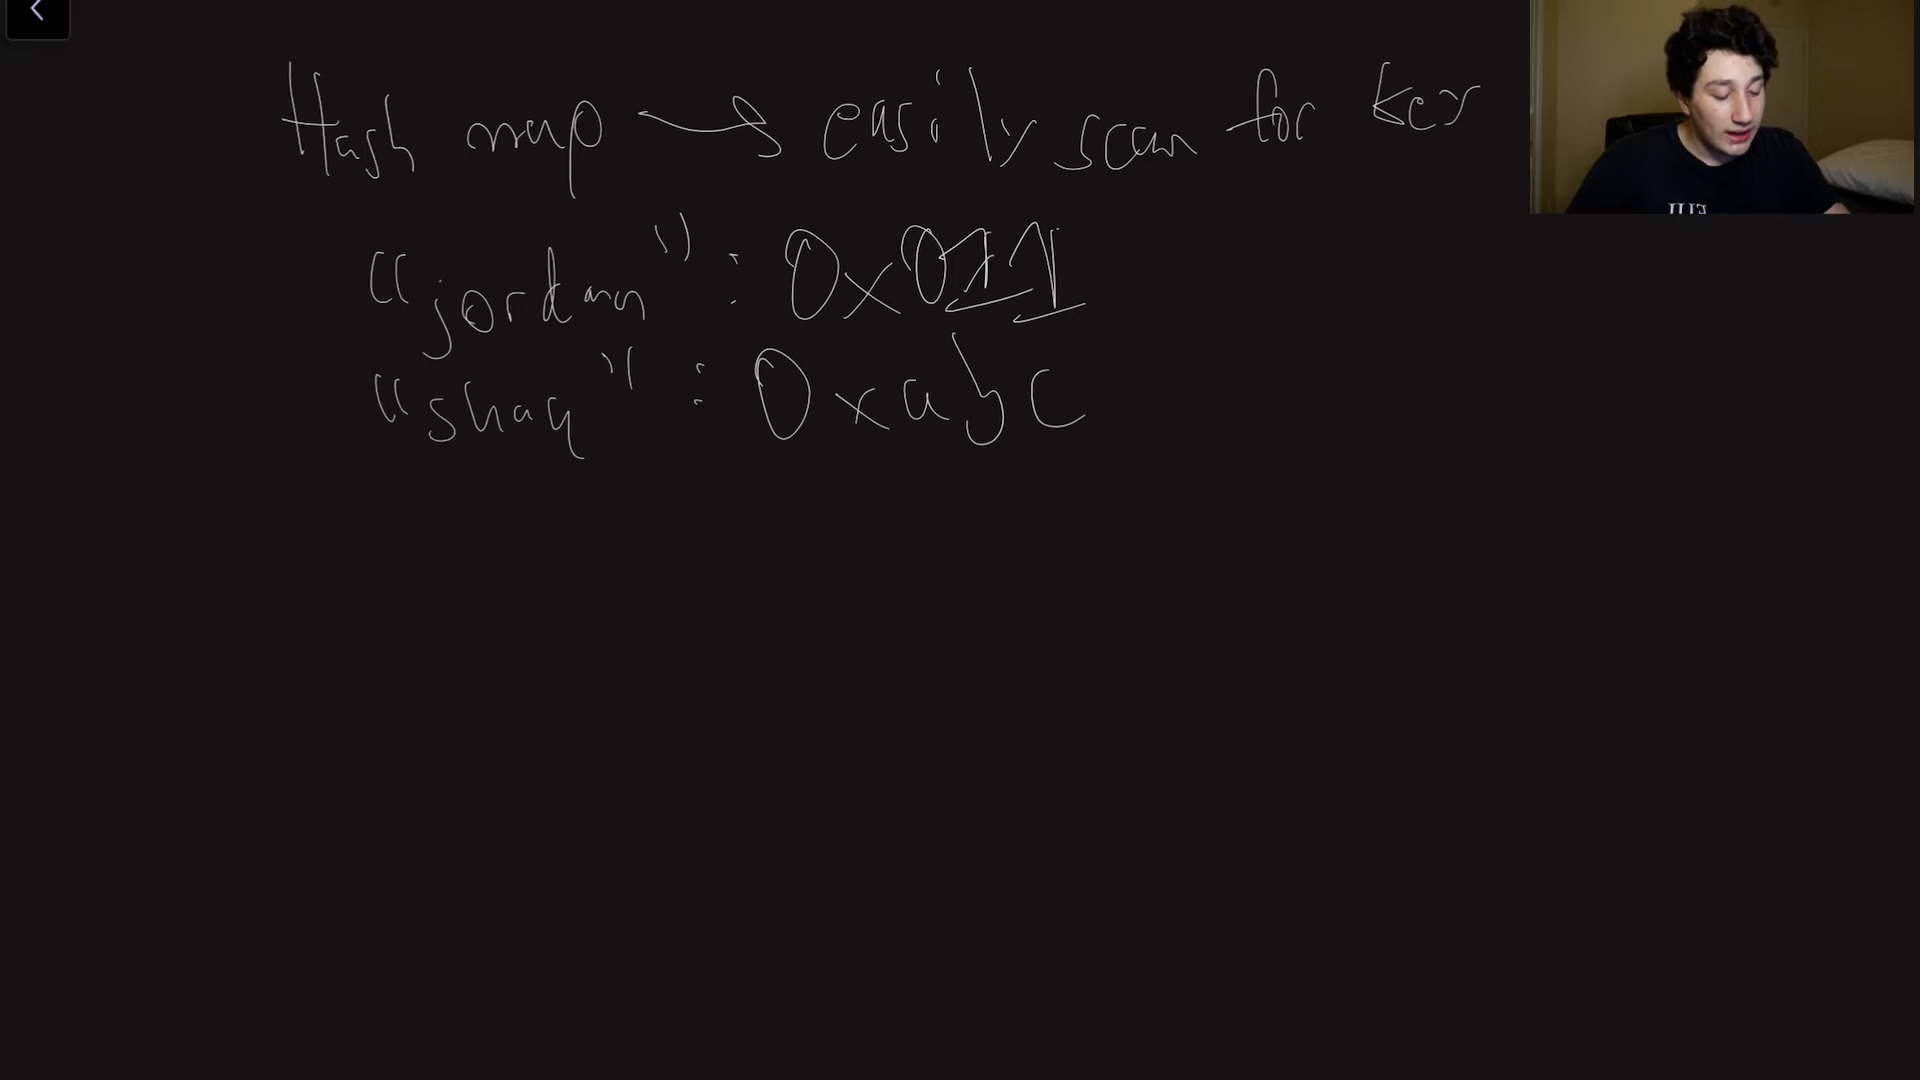 Hash map → easily scan for key
"jordan" : 0x011
"shaq" : 0xabc